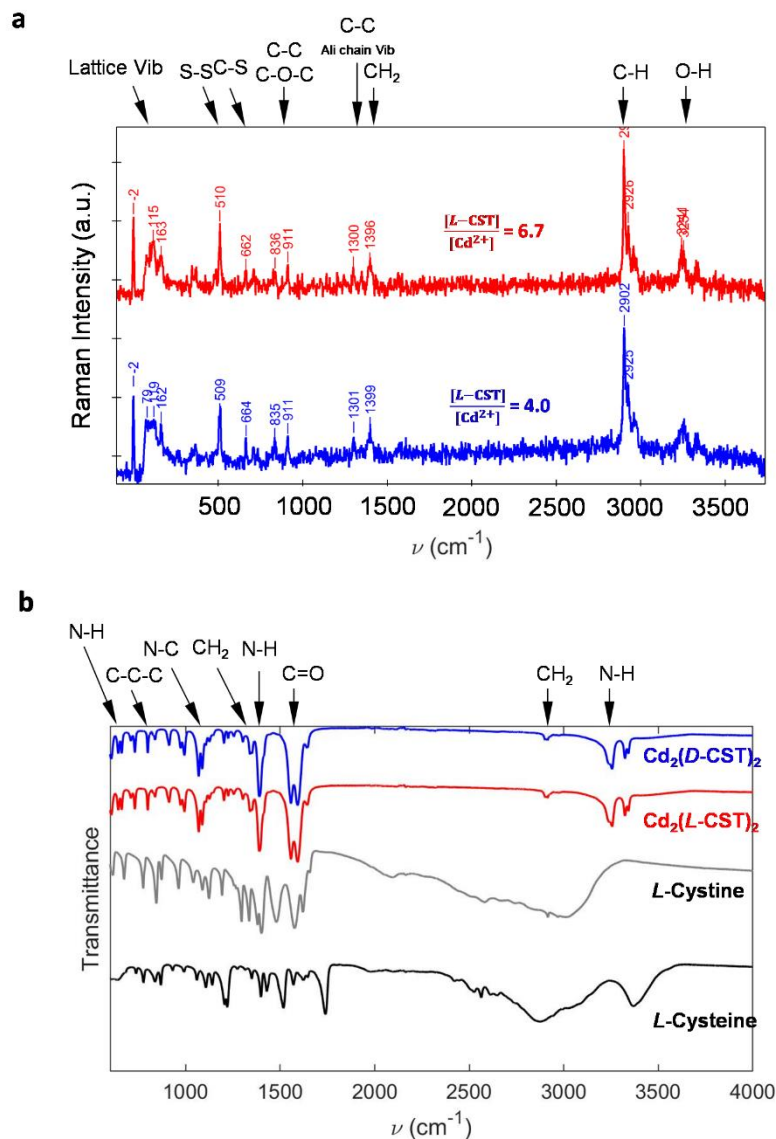 a
C-C
C-C Ali chain Vib
Lattice Vib S-S C-S C-O-C CH₂ C-H O-H
-2 115 163 510 662 836 911 1300 1396 2926
[L-CST]/[Cd²⁺] = 6.7
-2 79 119 162 509 664 835 911 1301 1399 2902 2925
[L-CST]/[Cd²⁺] = 4.0
Raman Intensity (a.u.)
500 1000 1500 2000 2500 3000 3500
ν (cm⁻¹)
b
N-H
C-C-C N-C CH₂ N-H C=O CH₂ N-H
Cd₂(D-CST)₂
Cd₂(L-CST)₂
L-Cystine
L-Cysteine
Transmittance
1000 1500 2000 2500 3000 3500 4000
ν (cm⁻¹)